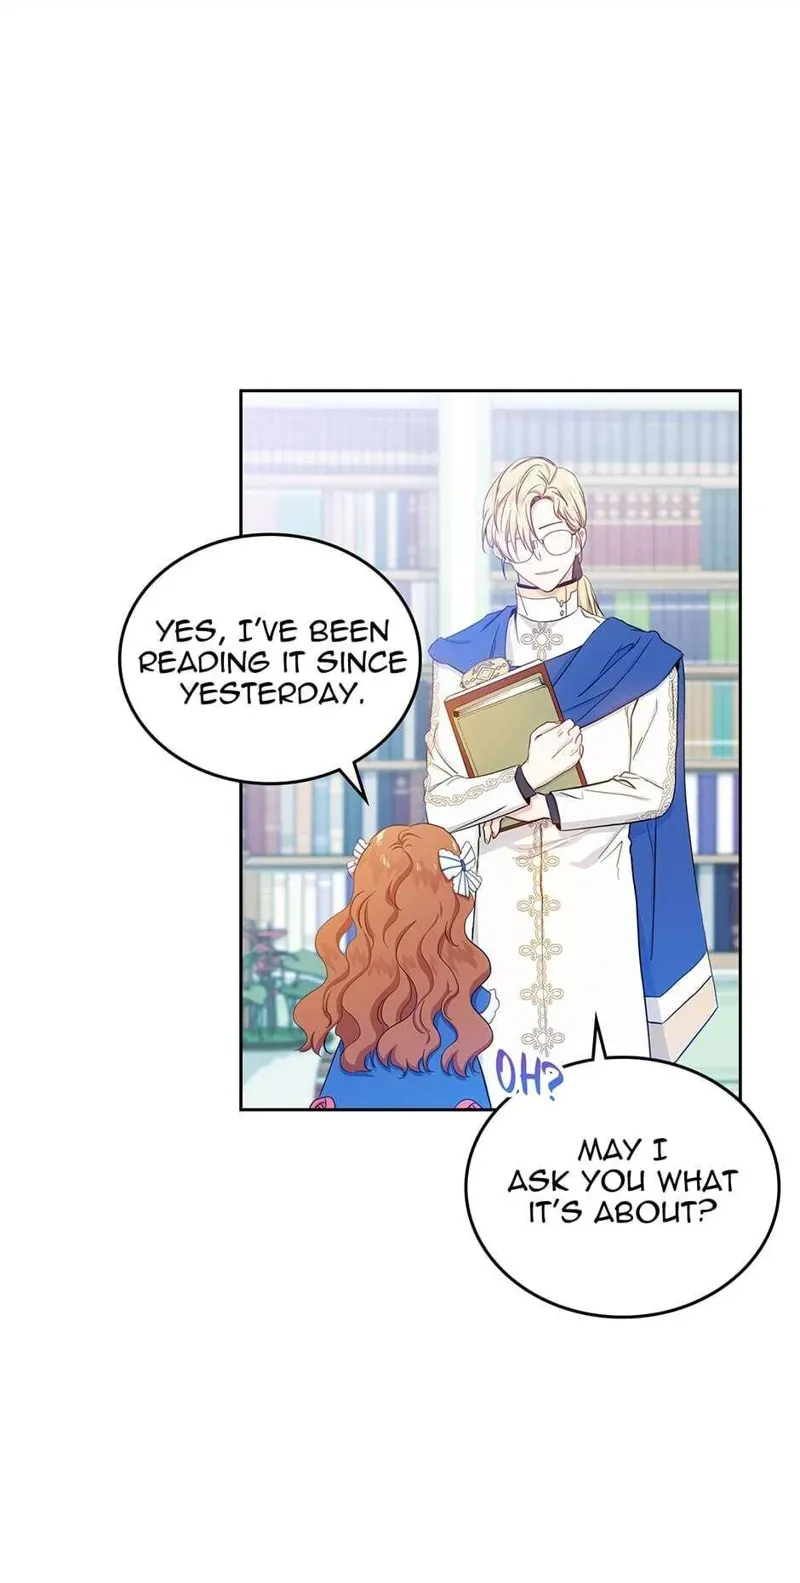 YES, I'VE BEEN
READING IT SINCE
YESTERDAY.
OH?
MAY I
ASK YOU WHAT
IT'S ABOUT?